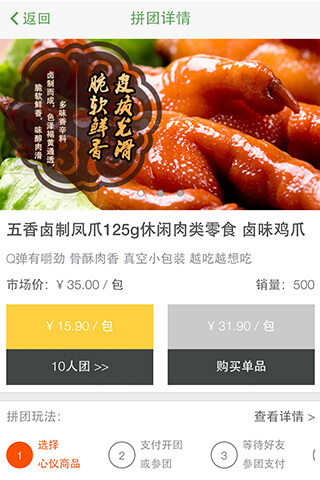 返回
拼团详情
皮质光滑
脆软鲜香
多味香辛料
卤制而成，色泽褐黄通透，
脆软鲜香，味醇肉滑
五香卤制凤爪125g休闲肉类零食 卤味鸡爪
Q弹有嚼劲 骨酥肉香 真空小包装 越吃越想吃
市场价：¥ 35.00 / 包
销量：500
¥ 15.90 / 包
¥ 31.90 / 包
10人团 >>
购买单品
拼团玩法：
查看详情 >
1
选择
心仪商品
2
支付开团
或参团
3
等待好友
参团支付